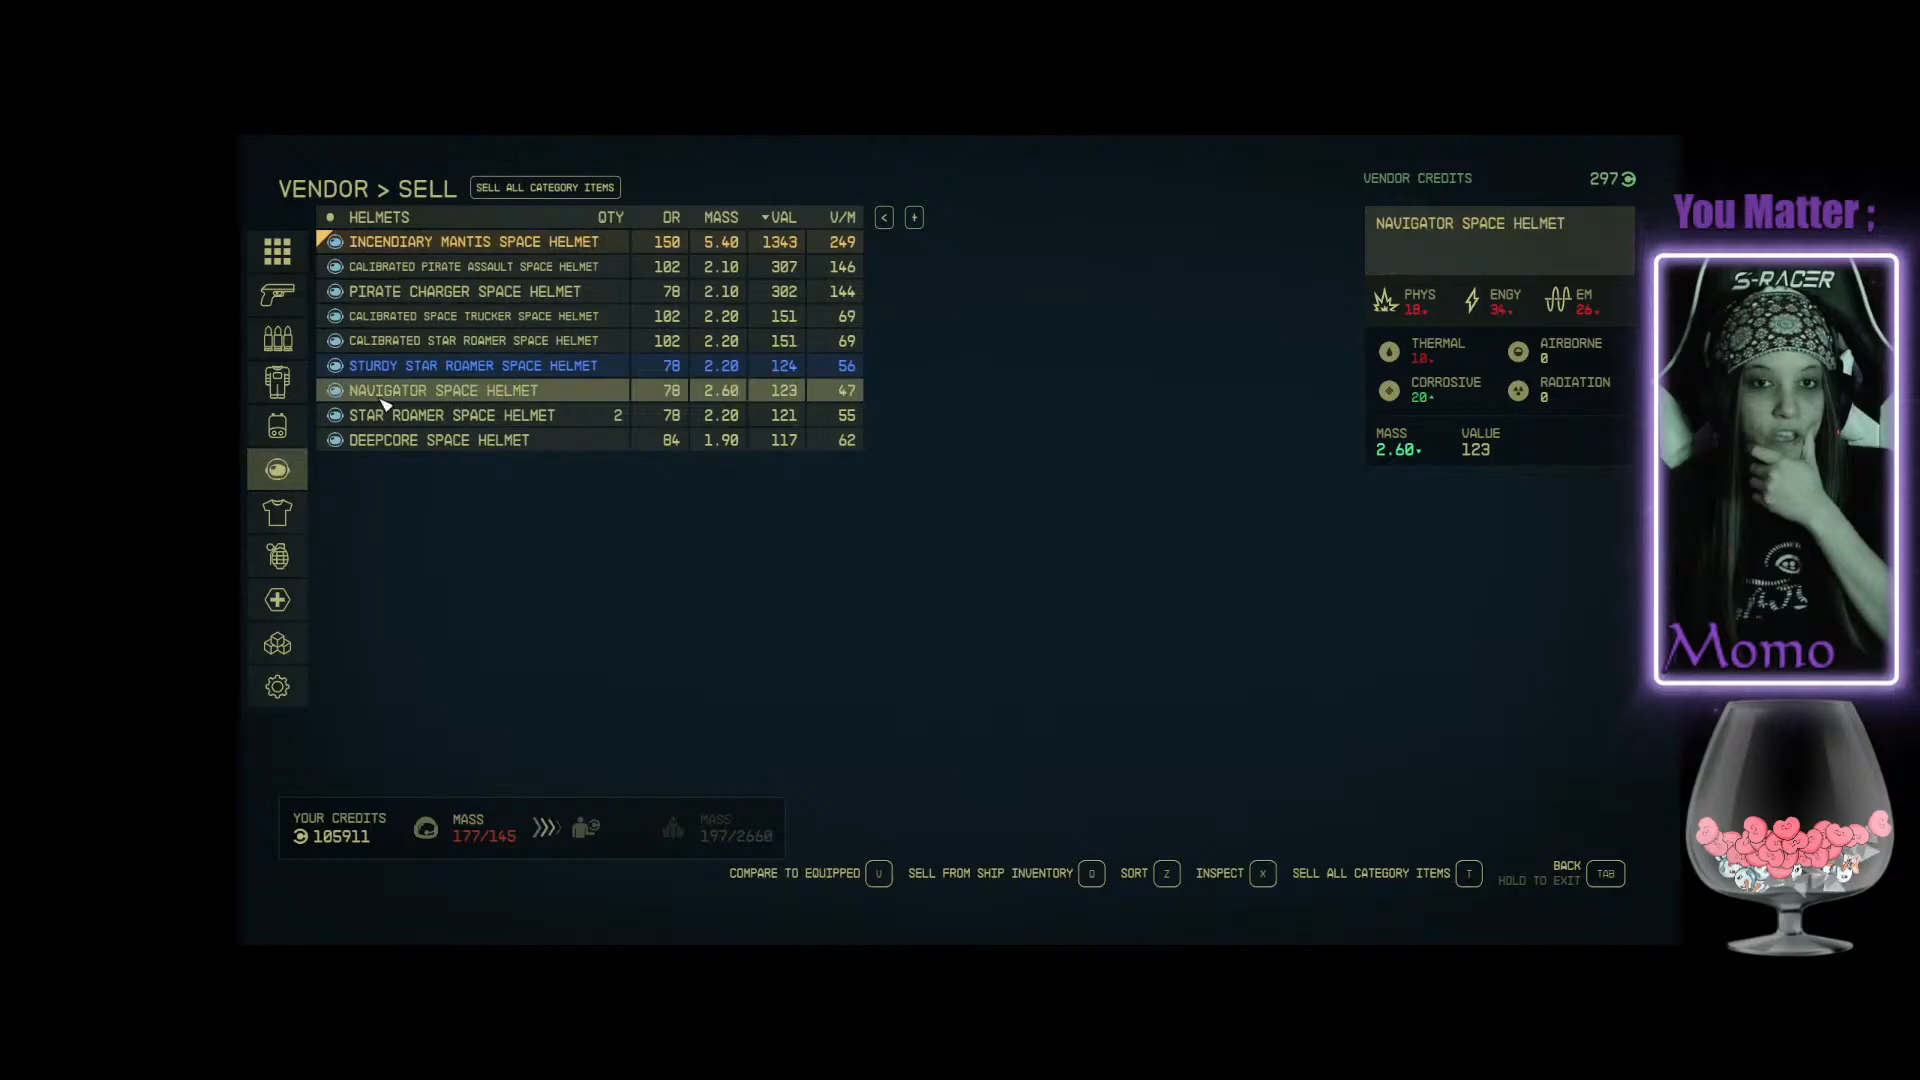 VENDOR > SELL
SELL ALL CATEGORY ITEMS
HELMETS QTY DR MASS VAL V/M < +
INCENDIARY MANTIS SPACE HELMET 150 5.40 1343 249
CALIBRATED PIRATE ASSAULT SPACE HELMET 102 2.10 307 146
PIRATE CHARGER SPACE HELMET 78 2.10 302 144
CALIBRATED SPACE TRUCKER SPACE HELMET 102 2.20 151 69
CALIBRATED STAR ROAMER SPACE HELMET 102 2.20 151 69
STURDY STAR ROAMER SPACE HELMET 78 2.20 124 56
NAVIGATOR SPACE HELMET 78 2.60 123 47
STAR ROAMER SPACE HELMET 2 78 2.20 121 55
DEEPCORE SPACE HELMET 84 1.90 117 62
VENDOR CREDITS 297
NAVIGATOR SPACE HELMET
PHYS ENGY EM
18 34 26
THERMAL AIRBORNE
10 0
CORROSIVE RADIATION
20 0
MASS VALUE
2.60 123
You Matter ;
S-RACER
Momo
YOUR CREDITS MASS MASS
105911 177/145 197/2660
COMPARE TO EQUIPPED SELL FROM SHIP INVENTORY Q SORT Z INSPECT X SELL ALL CATEGORY ITEMS T BACK TAB
HOLD TO EXIT